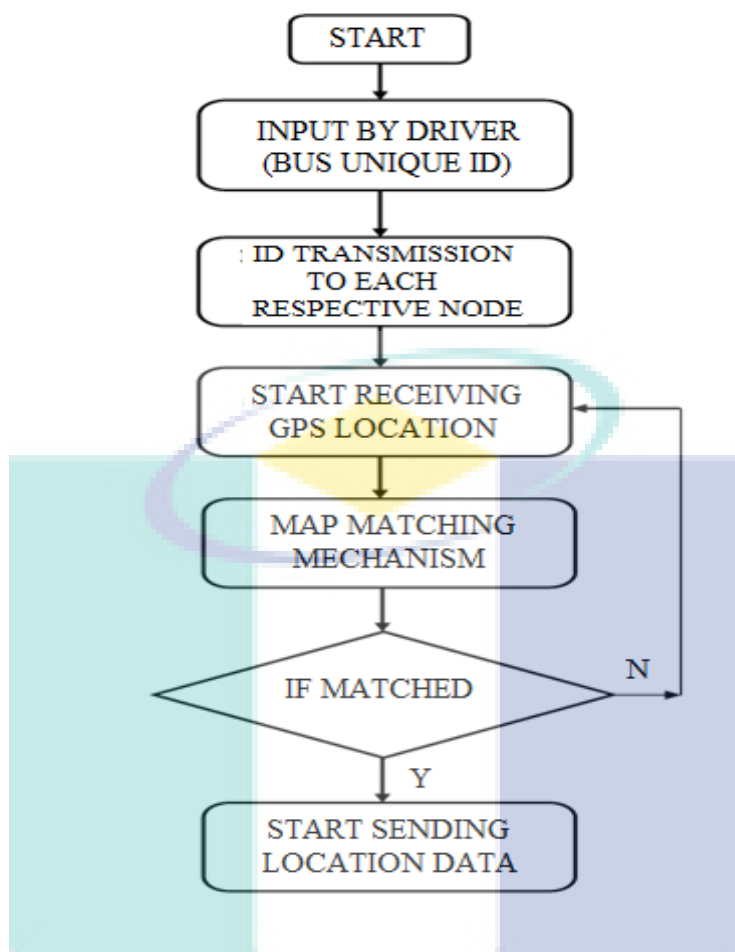 START
INPUT BY DRIVER
(BUS UNIQUE ID)
: ID TRANSMISSION
TO EACH
RESPECTIVE NODE
START RECEIVING
GPS LOCATION
MAP MATCHING
MECHANISM
IF MATCHED
N
Y
START SENDING
LOCATION DATA